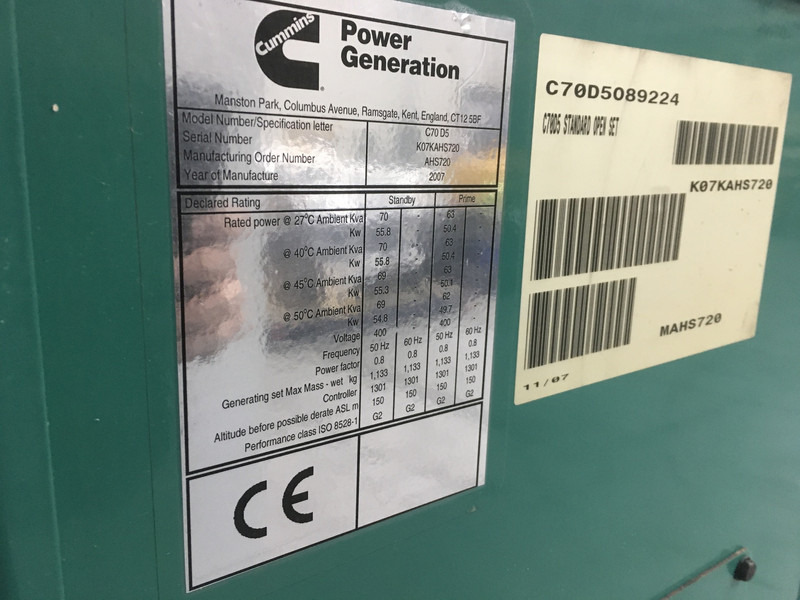 Cummins
Power
Generation
Manston Park, Columbus Avenue, Ramsgate, Kent, England, CT12 5BF
Model Number/Specification letter C70 D5
Serial Number K07KAHS720
Manufacturing Order Number AHS720
Year of Manufacture 2007
Declared Rating Standby Prime
Rated power @ 27°C Ambient Kva 70 - 63 -
Kw 55.8 - 50.4 -
@ 40°C Ambient Kva 70 - 63 -
Kw 55.8 - 50.4 -
@ 45°C Ambient Kva 69 - 63 -
Kw 55.3 - 50.1 -
@ 50°C Ambient Kva 69 - 62 -
Kw 54.8 - 49.7 -
Voltage 400 - 400 -
Frequency 50 Hz 60 Hz 50 Hz 60 Hz
Power factor 0.8 0.8 0.8 0.8
Generating set Max Mass - wet kg 1,133 1,133 1,133 1,133
Controller 1301 1301 1301 1301
Altitude before possible derate ASL m 150 150 150 150
Performance class ISO 8528-1 G2 G2 G2 G2
CE
C70D5089224
C70D5 STANDARD OPEN SET
K07KAHS720
MAHS720
11/07